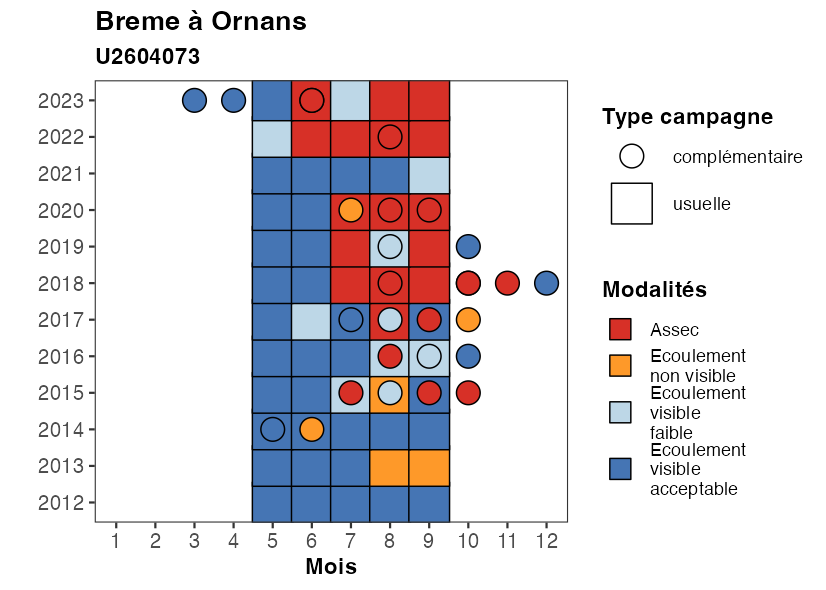 Breme à Ornans
U2604073
2023
2022
2021
2020
2019
2018
2017
2016
2015
2014
2013
2012
1 2 3 4 5 6 7 8 9 10 11 12
Mois
Type campagne
complémentaire
usuelle
Modalités
Assec
Ecoulement
non visible
Ecoulement
visible
faible
Ecoulement
visible
acceptable